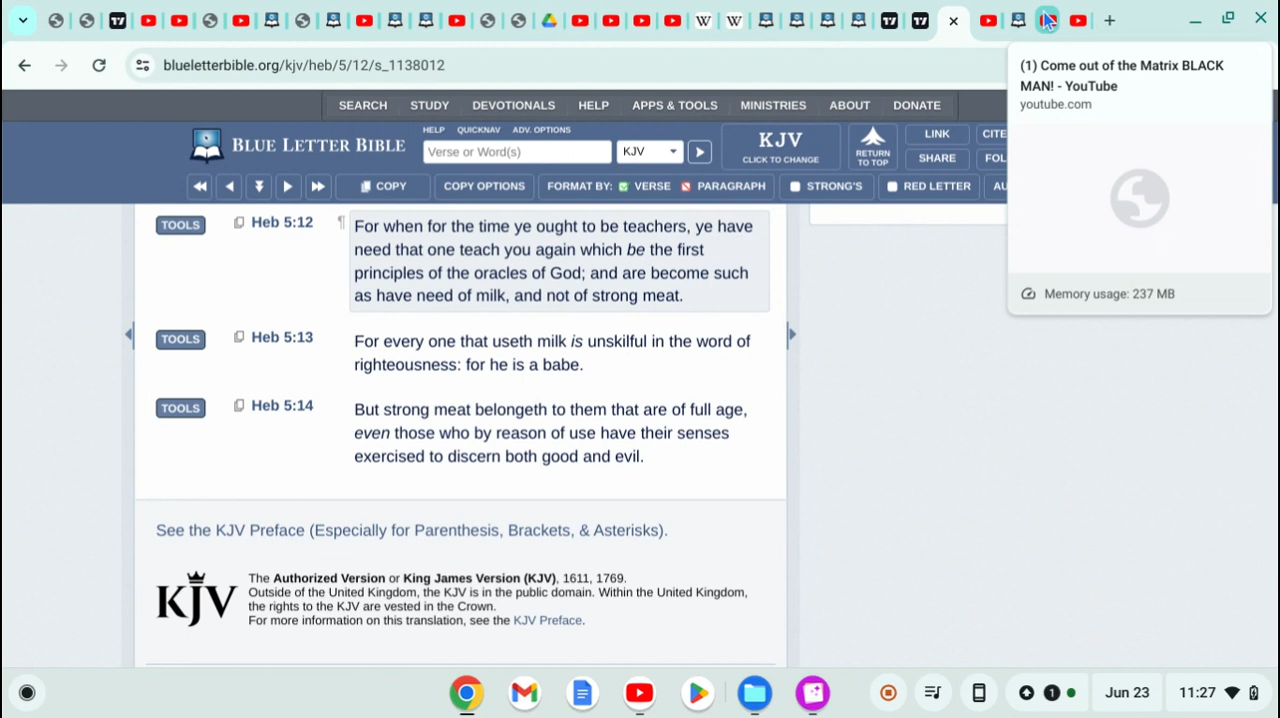 blueletterbible.org/kjv/heb/5/12/s_1138012
(1) Come out of the Matrix BLACK
MAN! - YouTube
youtube.com
Memory usage: 237 MB
SEARCH STUDY DEVOTIONALS HELP APPS & TOOLS MINISTRIES ABOUT DONATE
BLUE LETTER BIBLE
HELP QUICKNAV ADV. OPTIONS
Verse or Word(s)
KJV
KJV
CLICK TO CHANGE
RETURN
TO TOP
LINK CITE
SHARE FOL
COPY COPY OPTIONS FORMAT BY: VERSE PARAGRAPH STRONG'S RED LETTER AU
TOOLS Heb 5:12 ¶ For when for the time ye ought to be teachers, ye have
need that one teach you again which be the first
principles of the oracles of God; and are become such
as have need of milk, and not of strong meat.
TOOLS Heb 5:13 For every one that useth milk is unskilful in the word of
righteousness: for he is a babe.
TOOLS Heb 5:14 But strong meat belongeth to them that are of full age,
even those who by reason of use have their senses
exercised to discern both good and evil.
See the KJV Preface (Especially for Parenthesis, Brackets, & Asterisks).
KJV
The Authorized Version or King James Version (KJV), 1611, 1769.
Outside of the United Kingdom, the KJV is in the public domain. Within the United Kingdom,
the rights to the KJV are vested in the Crown.
For more information on this translation, see the KJV Preface.
1
Jun 23
11:27